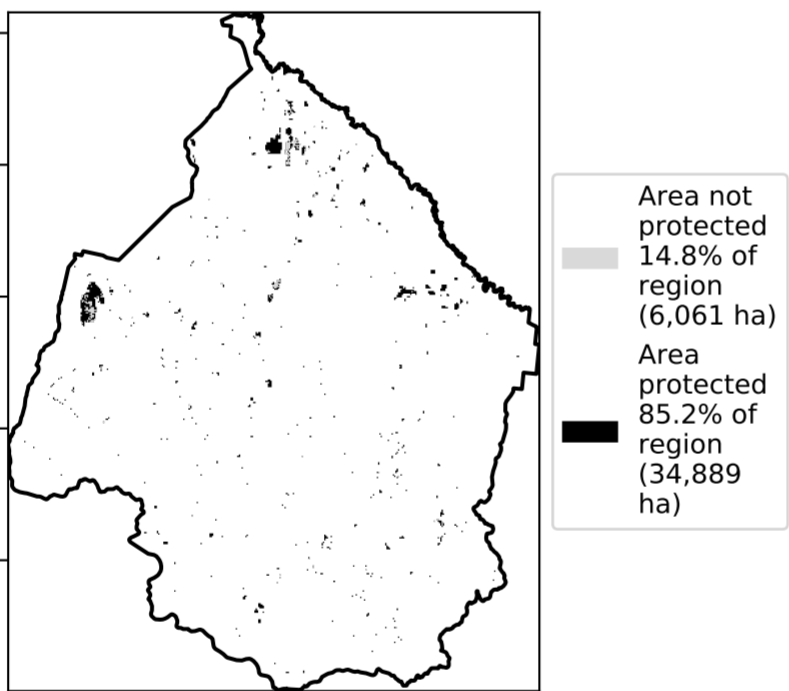 Area not
protected
14.8% of
region
(6,061 ha)
Area
protected
85.2% of
region
(34,889
ha)